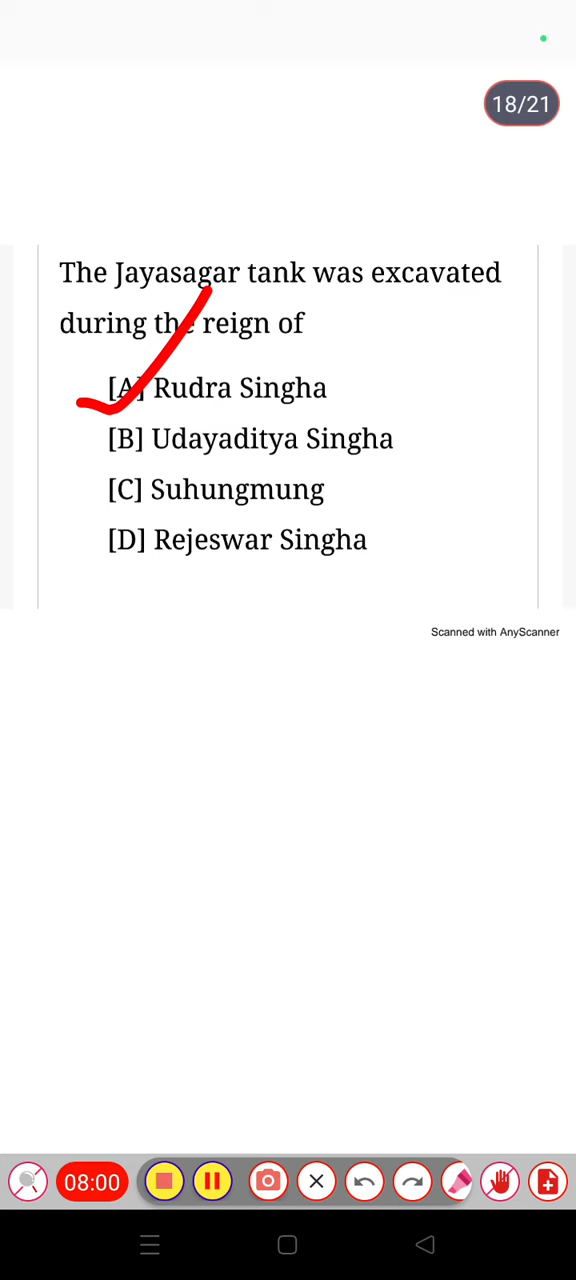 18/21
The Jayasagar tank was excavated
during the reign of
[A] Rudra Singha
[B] Udayaditya Singha
[C] Suhungmung
[D] Rejeswar Singha
Scanned with AnyScanner
08:00